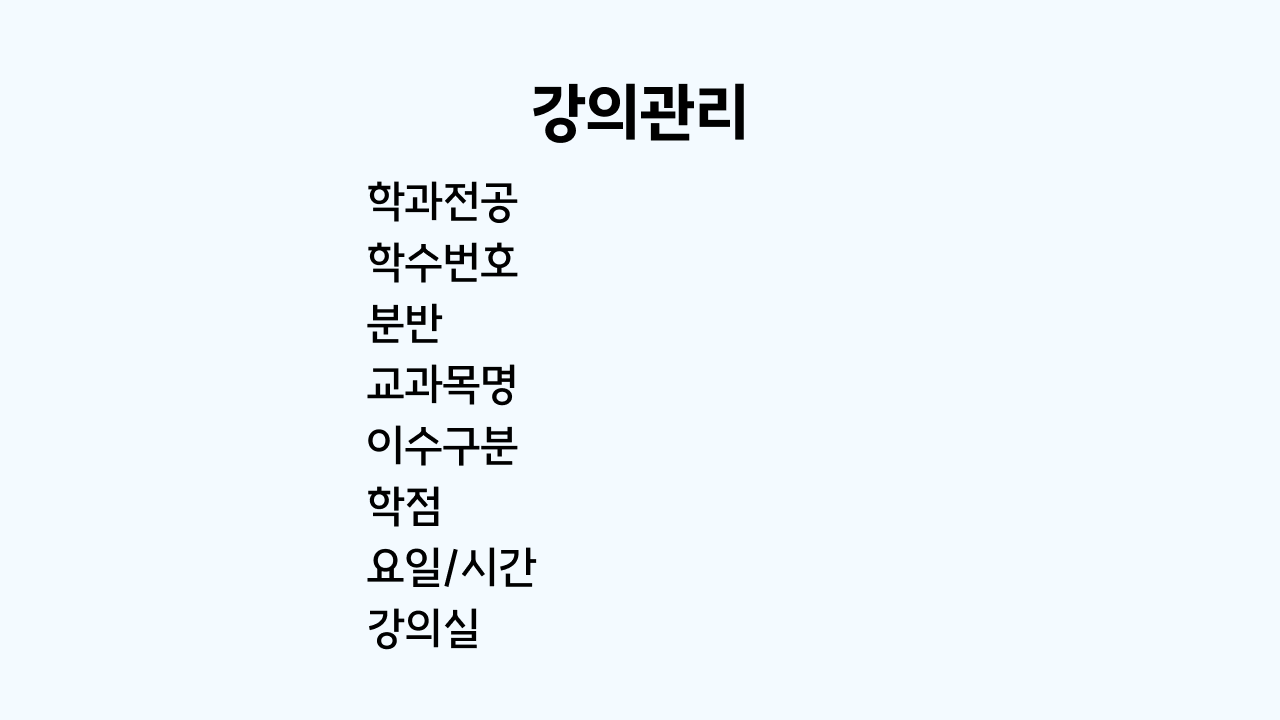 강의관리
학과전공
학수번호
분반
교과목명
이수구분
학점
요일/시간
강의실